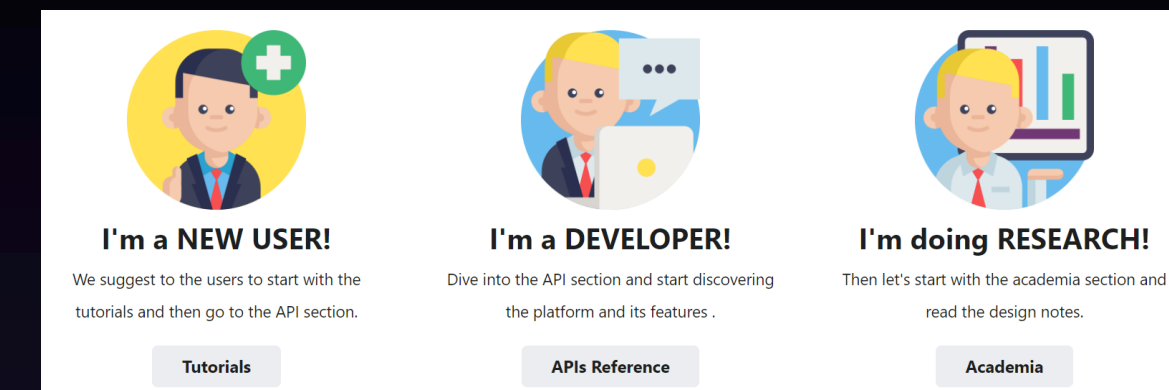 I'm a NEW USER!
We suggest to the users to start with the
tutorials and then go to the API section.
Tutorials
I'm a DEVELOPER!
Dive into the API section and start discovering
the platform and its features .
APIs Reference
I'm doing RESEARCH!
Then let's start with the academia section and
read the design notes.
Academia